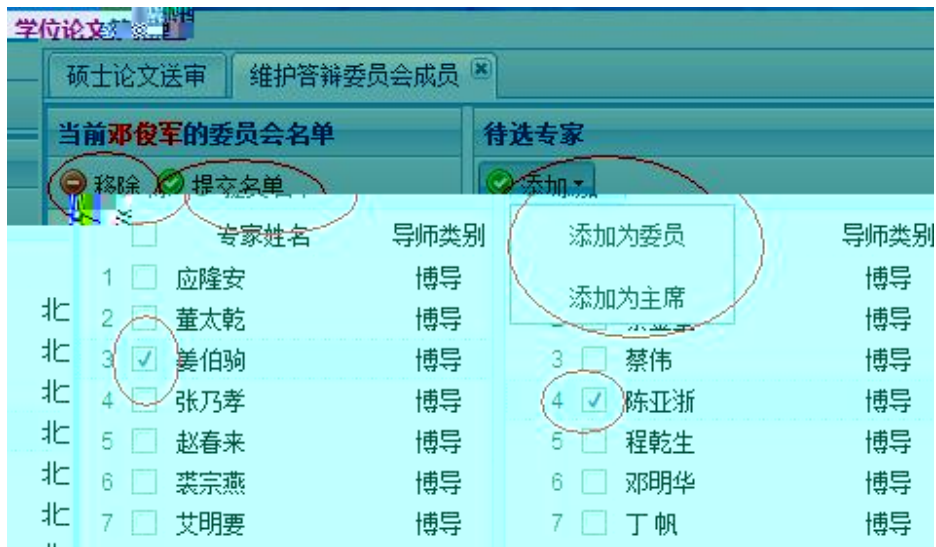 学位论文
硕士论文送审 维护答辩委员会成员
当前邓俊军的委员会名单 待选专家
移除 提交名单 添加
专家姓名 导师类别 添加为委员 导师类别
1 应隆安 博导 博导
添加为主席
北 2 董太乾 博导 博导
北 3 姜伯驹 博导 3 蔡伟 博导
北 4 张乃孝 博导 4 陈亚浙 博导
北 5 赵春来 博导 5 程乾生 博导
北 6 裘宗燕 博导 6 邓明华 博导
北 7 艾明要 博导 7 丁帆 博导